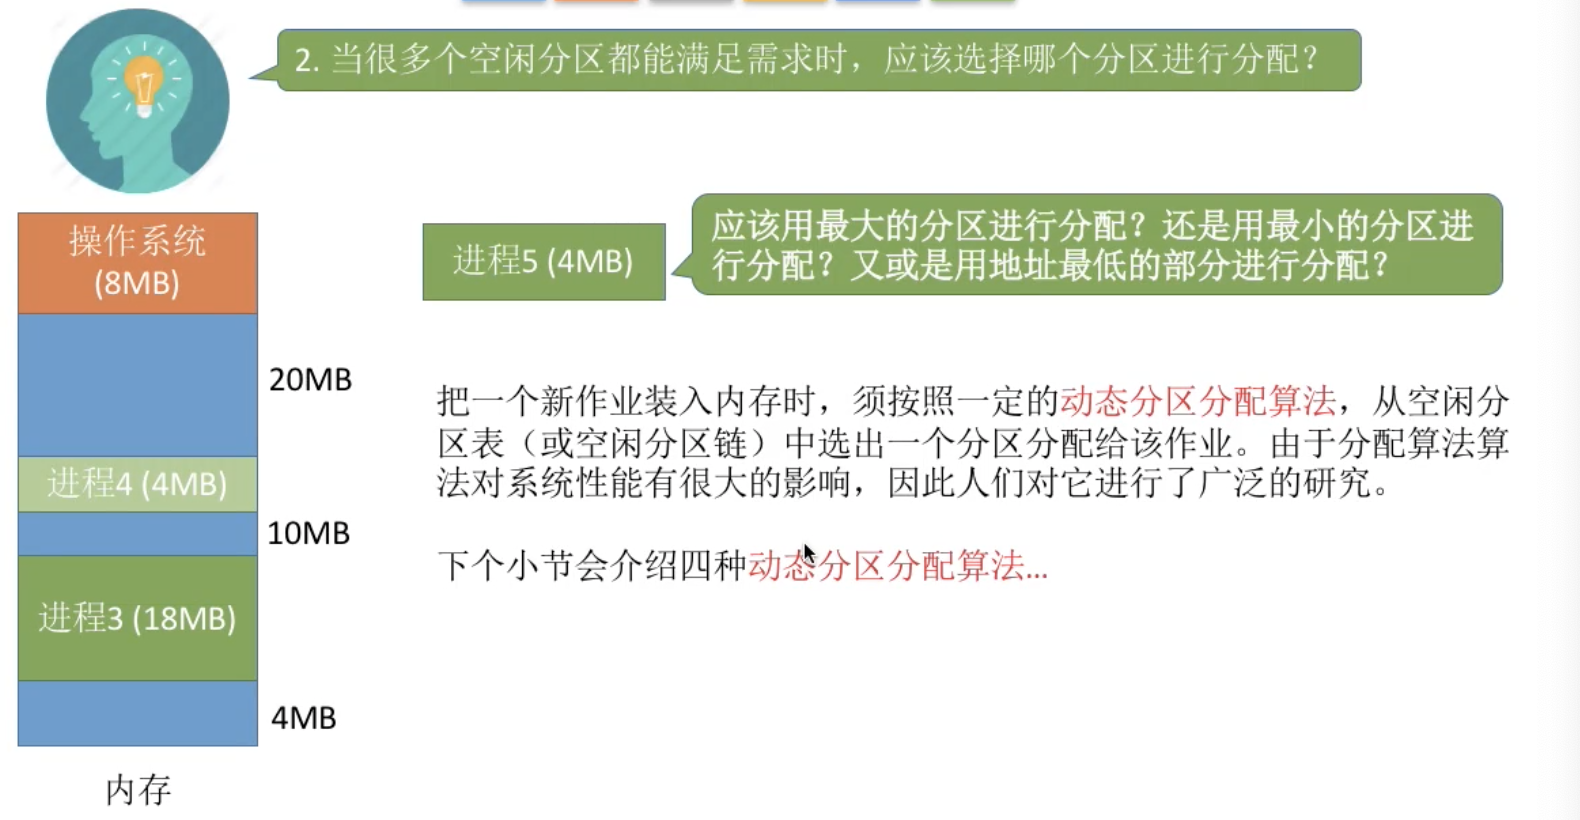 2. 当很多个空闲分区都能满足需求时，应该选择哪个分区进行分配？
操作系统
(8MB)
20MB
进程4 (4MB)
10MB
进程3 (18MB)
4MB
内存
进程5 (4MB)
应该用最大的分区进行分配？还是用最小的分区进
行分配？又或是用地址最低的部分进行分配？
把一个新作业装入内存时，须按照一定的动态分区分配算法，从空闲分
区表（或空闲分区链）中选出一个分区分配给该作业。由于分配算法算
法对系统性能有很大的影响，因此人们对它进行了广泛的研究。
下个小节会介绍四种动态分区分配算法...